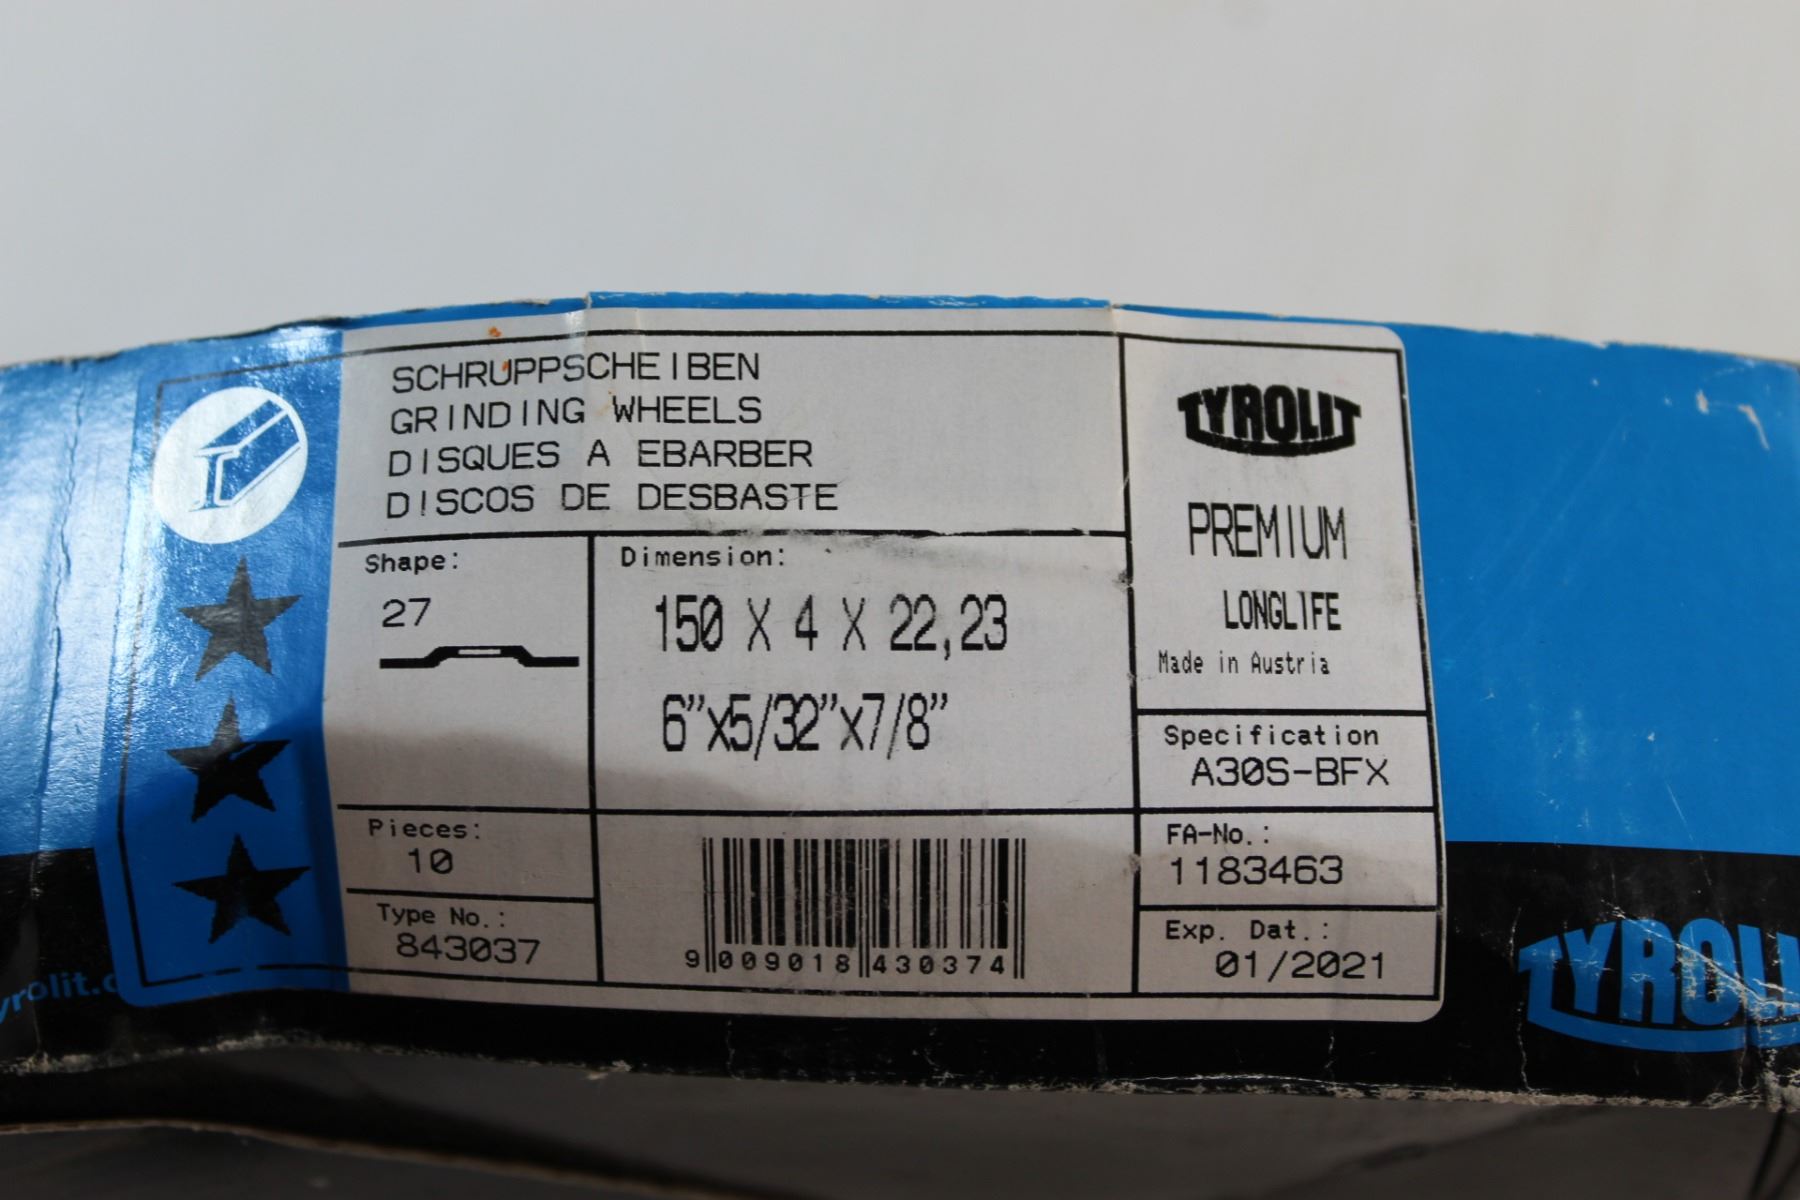 SCHRUPPSCHEIBEN
GRINDING WHEELS
DISQUES A EBARBER
DISCOS DE DESBASTE
Shape:
27
Dimension:
150 X 4 X 22,23
6"x5/32"x7/8"
Pieces:
10
Type No.:
843037
9 009018 430374
TYROLIT
PREMIUM
LONGLIFE
Made in Austria
Specification
A30S-BFX
FA-No.:
1183463
Exp. Dat.:
01/2021
yrolit.c
TYROLI